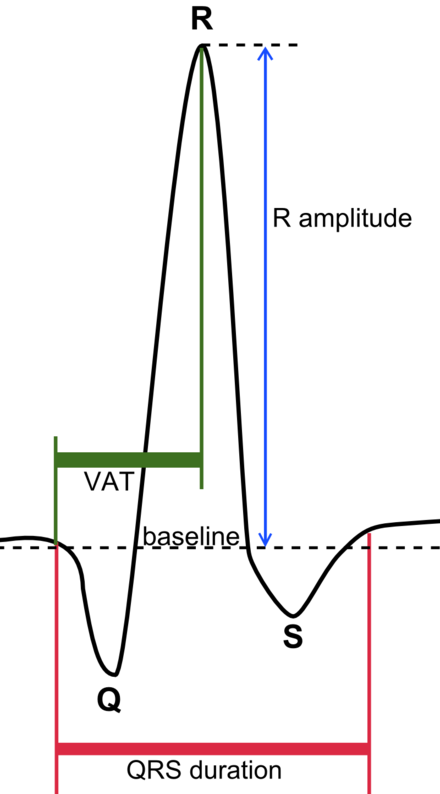 R
R amplitude
VAT
baseline
S
Q
QRS duration